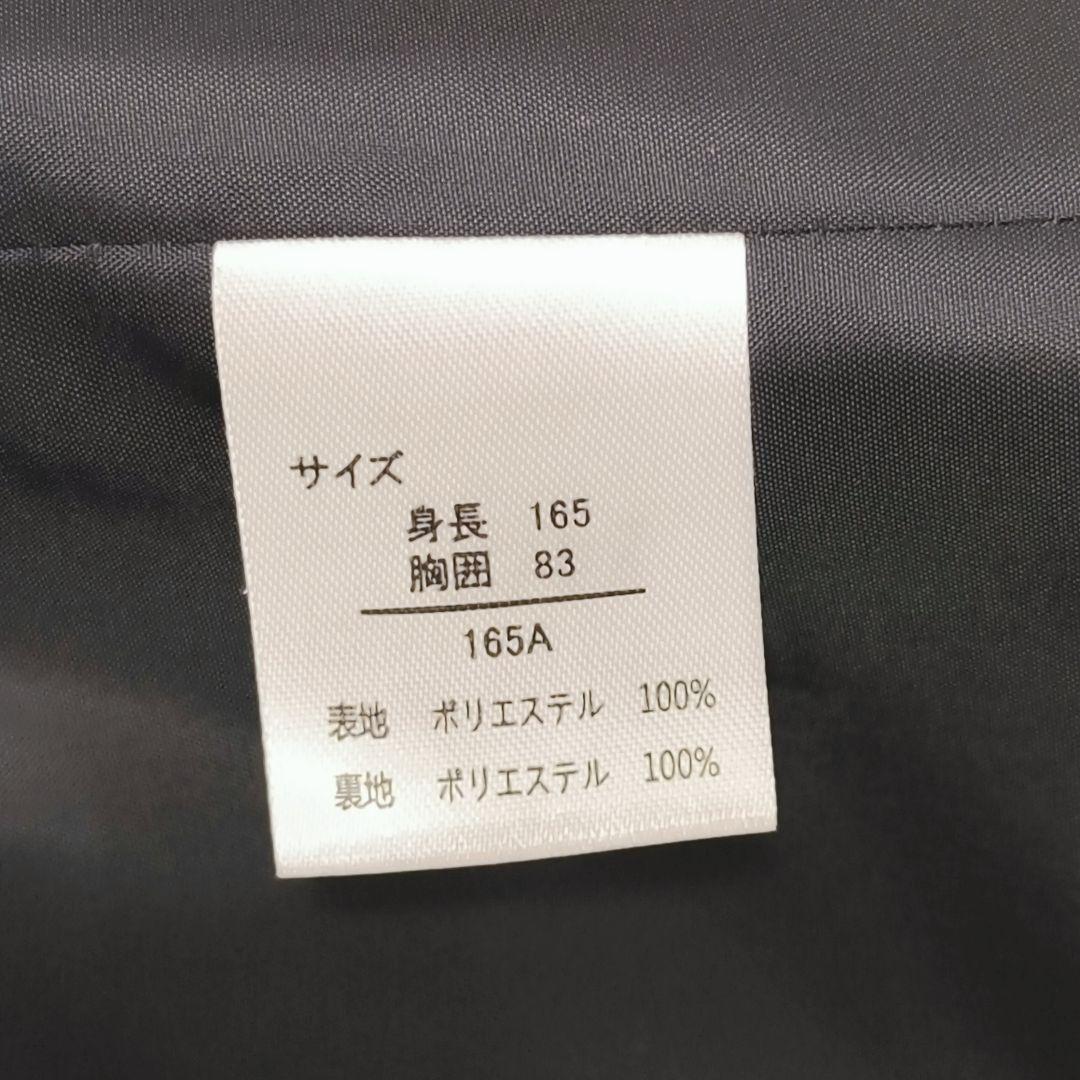 サイズ
身長 165
胸囲 83
165A
表地 ポリエステル 100%
裏地 ポリエステル 100%